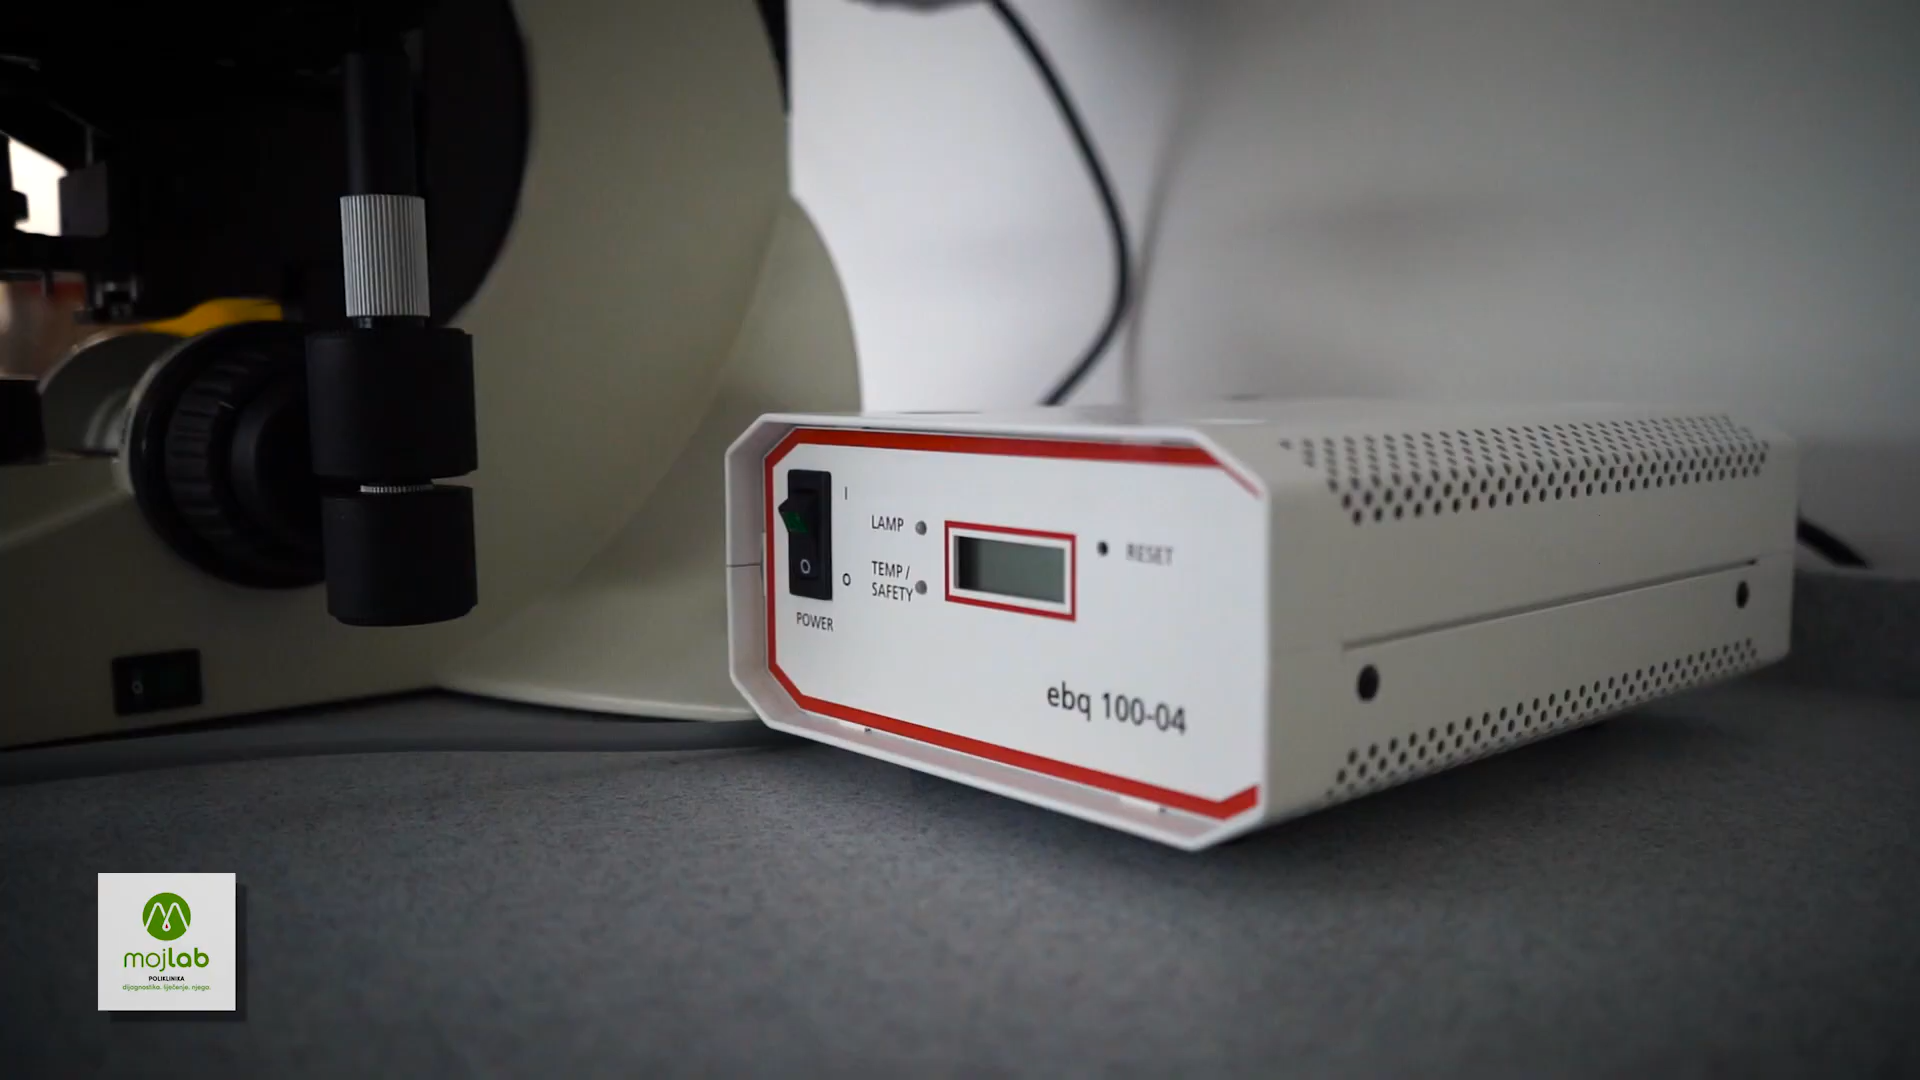 I
LAMP
O
O
TEMP /
SAFETY
POWER
RESET
ebq 100-04
mojlab
POLIKLINIKA
dijagnostika. liječenje. njega.